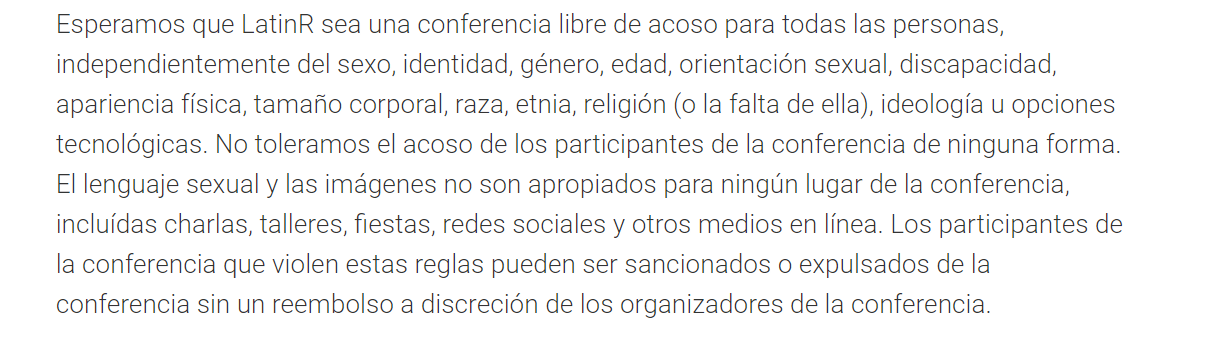 Esperamos que LatinR sea una conferencia libre de acoso para todas las personas,
independientemente del sexo, identidad, género, edad, orientación sexual, discapacidad,
apariencia física, tamaño corporal, raza, etnia, religión (o la falta de ella), ideología u opciones
tecnológicas. No toleramos el acoso de los participantes de la conferencia de ninguna forma.
El lenguaje sexual y las imágenes no son apropiados para ningún lugar de la conferencia,
incluídas charlas, talleres, fiestas, redes sociales y otros medios en línea. Los participantes de
la conferencia que violen estas reglas pueden ser sancionados o expulsados de la
conferencia sin un reembolso a discreción de los organizadores de la conferencia.